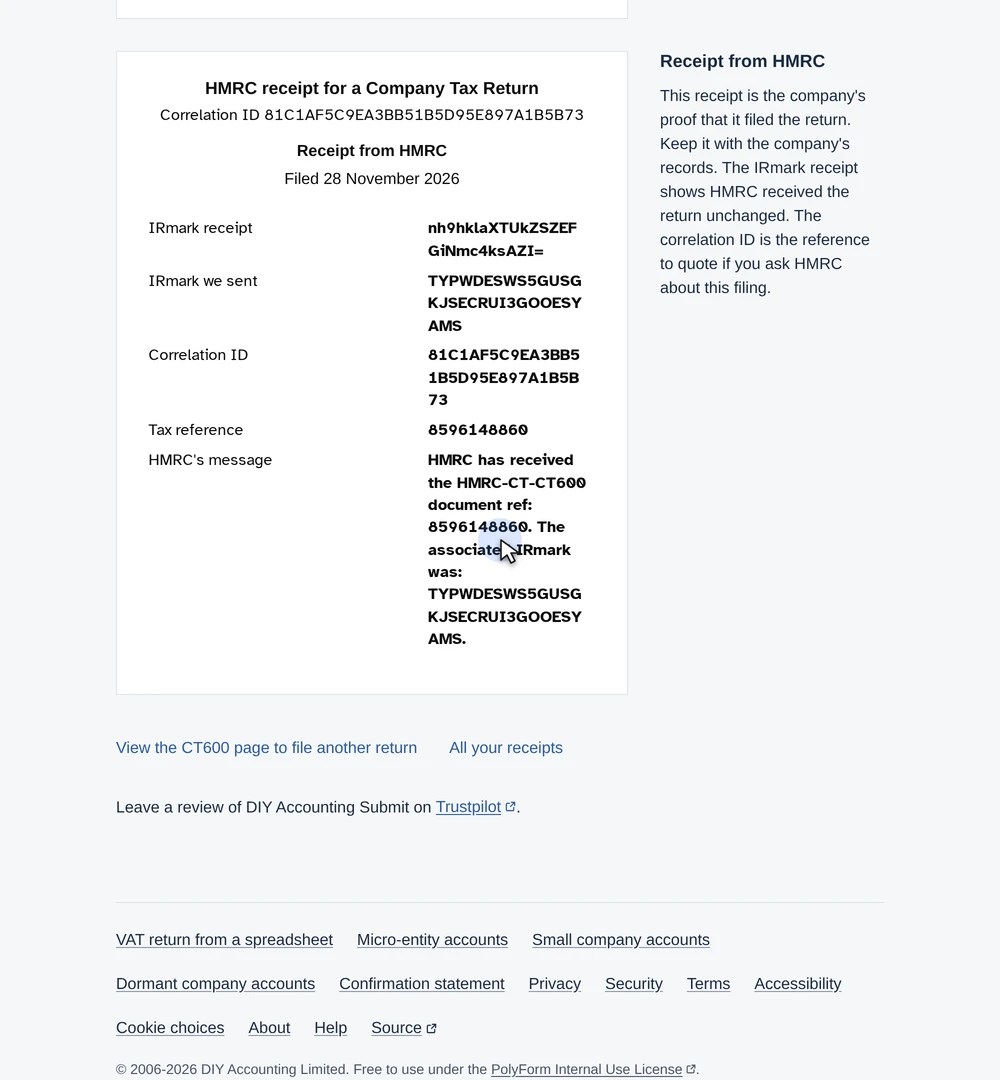 HMRC receipt for a Company Tax Return
Correlation ID 81C1AF5C9EA3BB51B5D95E897A1B5B73
Receipt from HMRC
Filed 28 November 2026
IRmark receipt
nh9hklaXTUkZSZEF
GiNmc4ksAZI=
IRmark we sent
TYPWDESWS5GUSG
KJSECRUI3GOOESY
AMS
Correlation ID
81C1AF5C9EA3BB5
1B5D95E897A1B5B
73
Tax reference
8596148860
HMRC's message
HMRC has received
the HMRC-CT-CT600
document ref:
8596148860. The
associate IRmark
was:
TYPWDESWS5GUSG
KJSECRUI3GOOESY
AMS.
Receipt from HMRC
This receipt is the company's
proof that it filed the return.
Keep it with the company's
records. The IRmark receipt
shows HMRC received the
return unchanged. The
correlation ID is the reference
to quote if you ask HMRC
about this filing.
View the CT600 page to file another return
All your receipts
Leave a review of DIY Accounting Submit on Trustpilot.
VAT return from a spreadsheet
Micro-entity accounts
Small company accounts
Dormant company accounts
Confirmation statement
Privacy
Security
Terms
Accessibility
Cookie choices
About
Help
Source
© 2006-2026 DIY Accounting Limited. Free to use under the PolyForm Internal Use License.